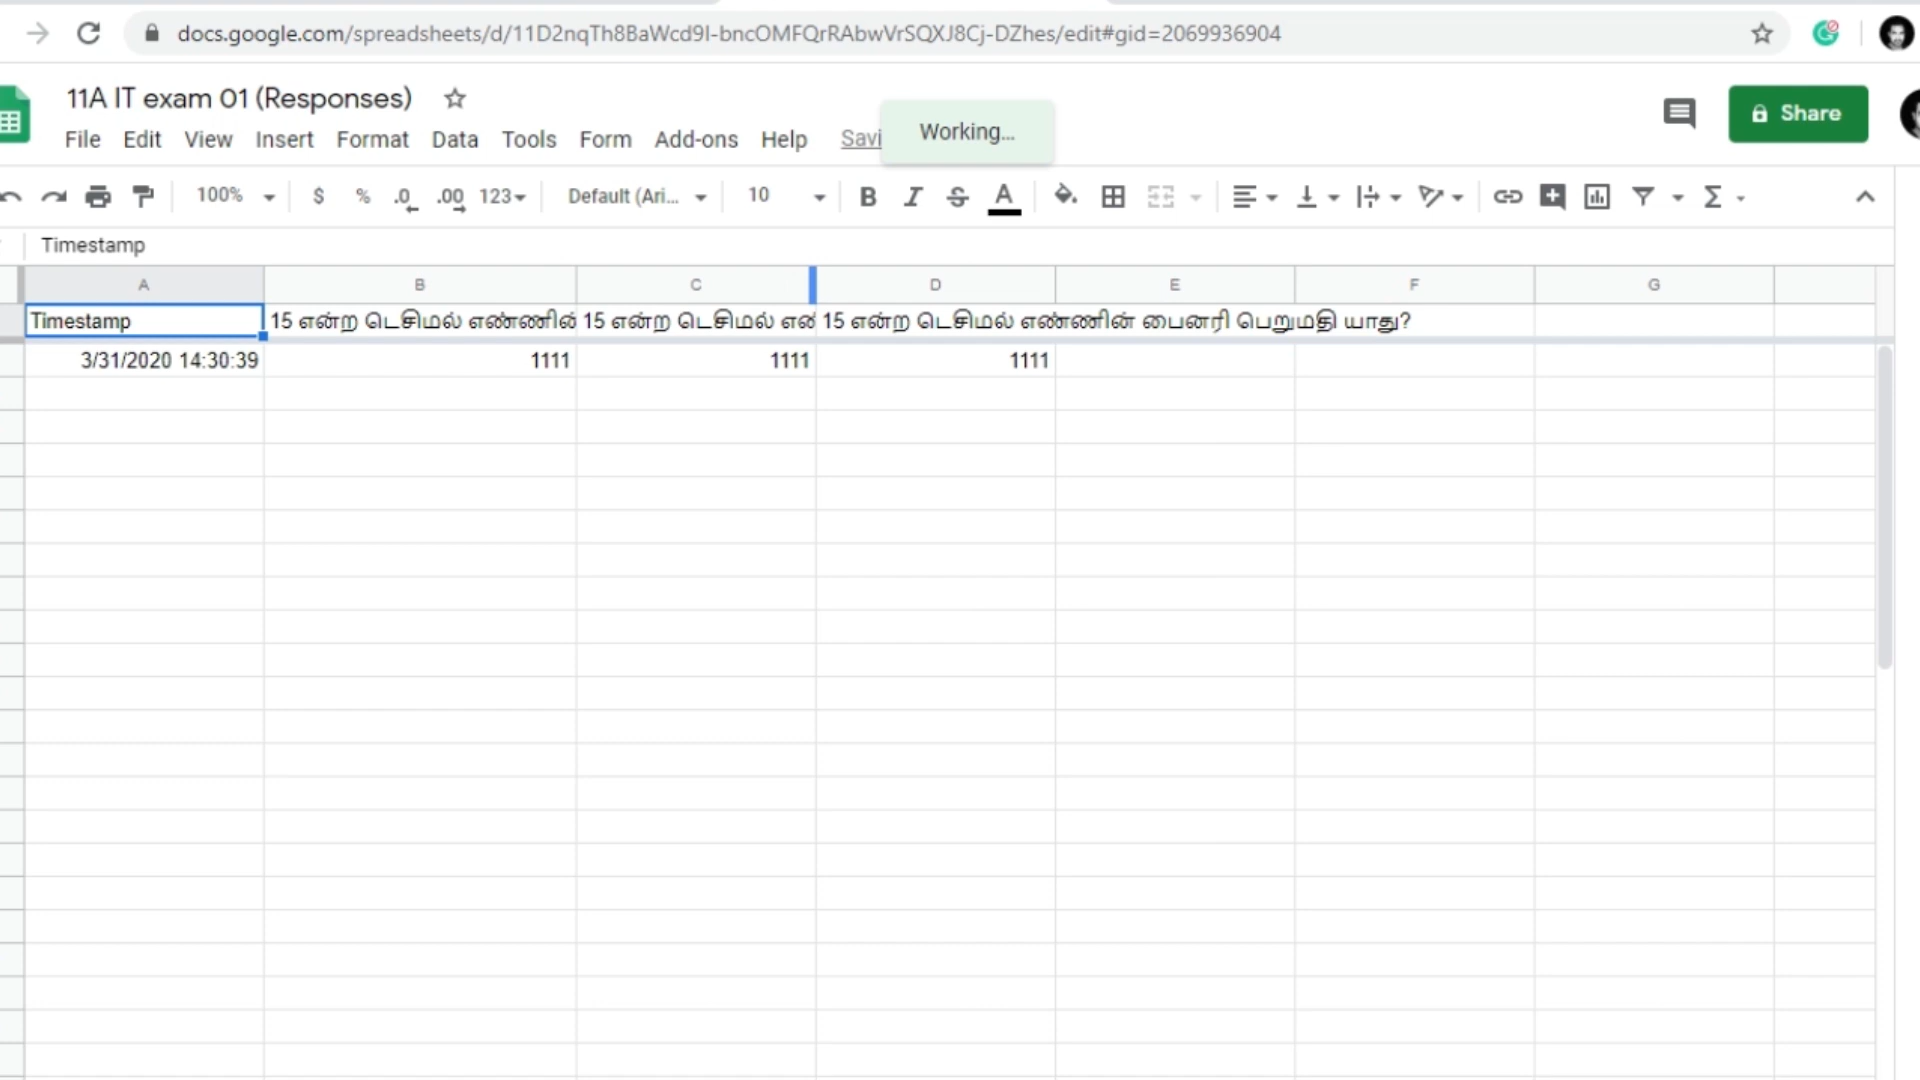 docs.google.com/spreadsheets/d/11D2nqTh8BaWcd9I-bncOMFQrRAbwVrSQXJ8Cj-DZhes/edit#gid=2069936904
11A IT exam 01 (Responses)
Working...
Share
File Edit View Insert Format Data Tools Form Add-ons Help Savi
100% $ % .0 .00 123 Default (Ari... 10 B I S A
Timestamp
A B C D E F G
Timestamp 15 என்ற டெசிமல் எண்ணின் 15 என்ற டெசிமல் எண் 15 என்ற டெசிமல் எண்ணின் பைனரி பெறுமதி யாது?
3/31/2020 14:30:39 1111 1111 1111